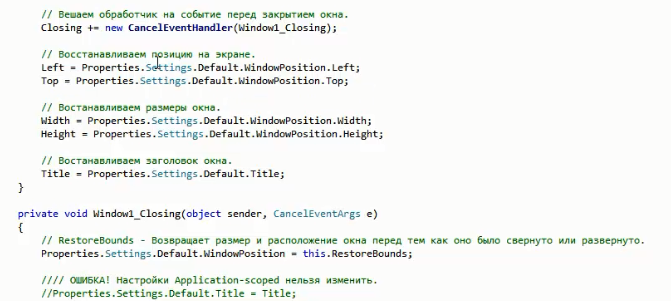 // Вешаем обработчик на событие перед закрытием окна.
Closing += new CancelEventHandler(Window1_Closing);
// Восстанавливаем позицию на экране.
Left = Properties.Settings.Default.WindowPosition.Left;
Top = Properties.Settings.Default.WindowPosition.Top;
// Востанавливаем размеры окна.
Width = Properties.Settings.Default.WindowPosition.Width;
Height = Properties.Settings.Default.WindowPosition.Height;
// Востанавливаем заголовок окна.
Title = Properties.Settings.Default.Title;
}
private void Window1_Closing(object sender, CancelEventArgs e)
{
// RestoreBounds - Возвращает размер и расположение окна перед тем как оно было свернуто или развернуто.
Properties.Settings.Default.WindowPosition = this.RestoreBounds;
//// ОШИБКА! Настройки Application-scoped нельзя изменить.
//Properties.Settings.Default.Title = Title;